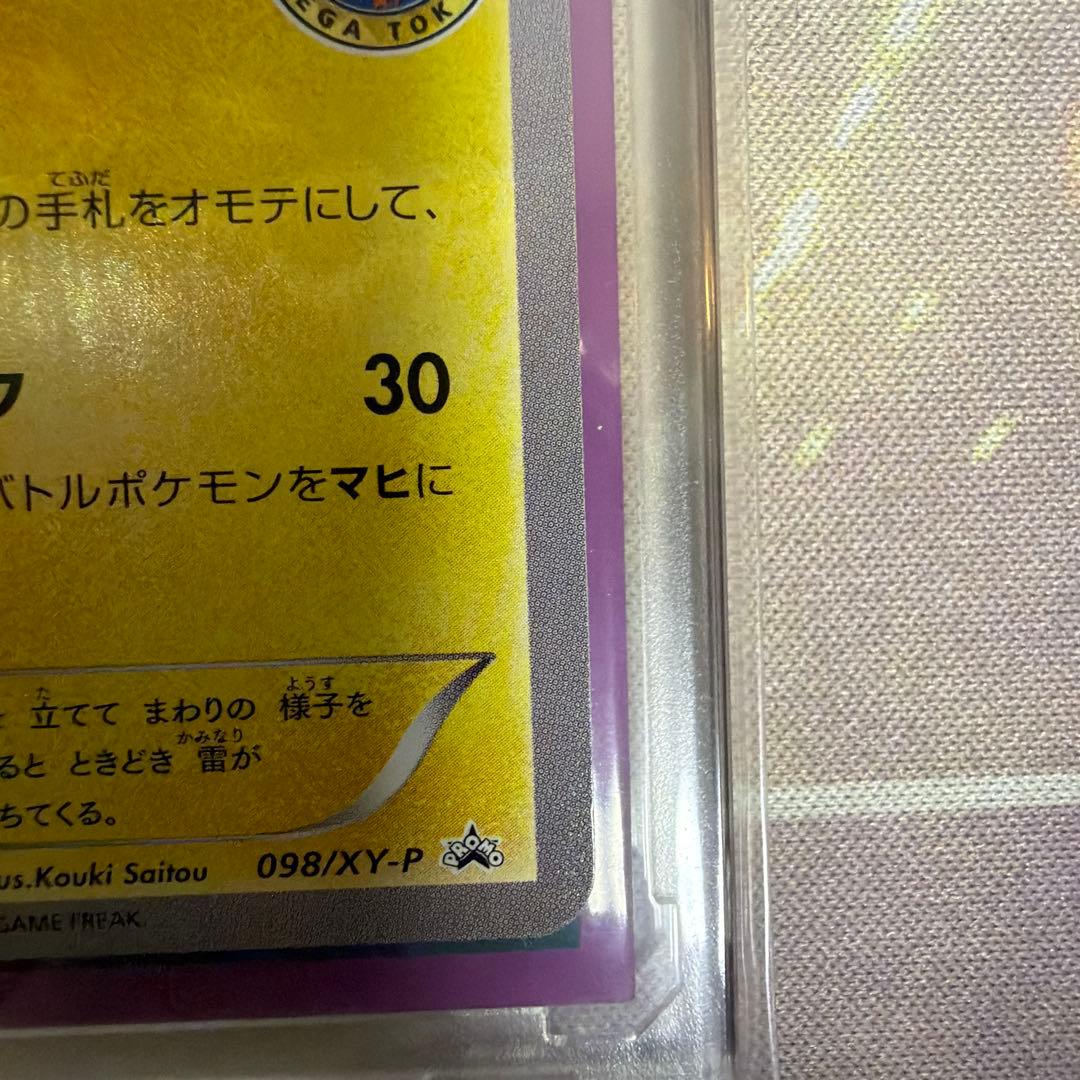 EGA TOK
てふだ
の手札をオモテにして、
30
バトルポケモンをマヒに
た ようす
立てて まわりの 様子を
かみなり
ると ときどき 雷が
ちてくる。
us.Kouki Saitou 098/XY-P PROMO
GAME FREAK.